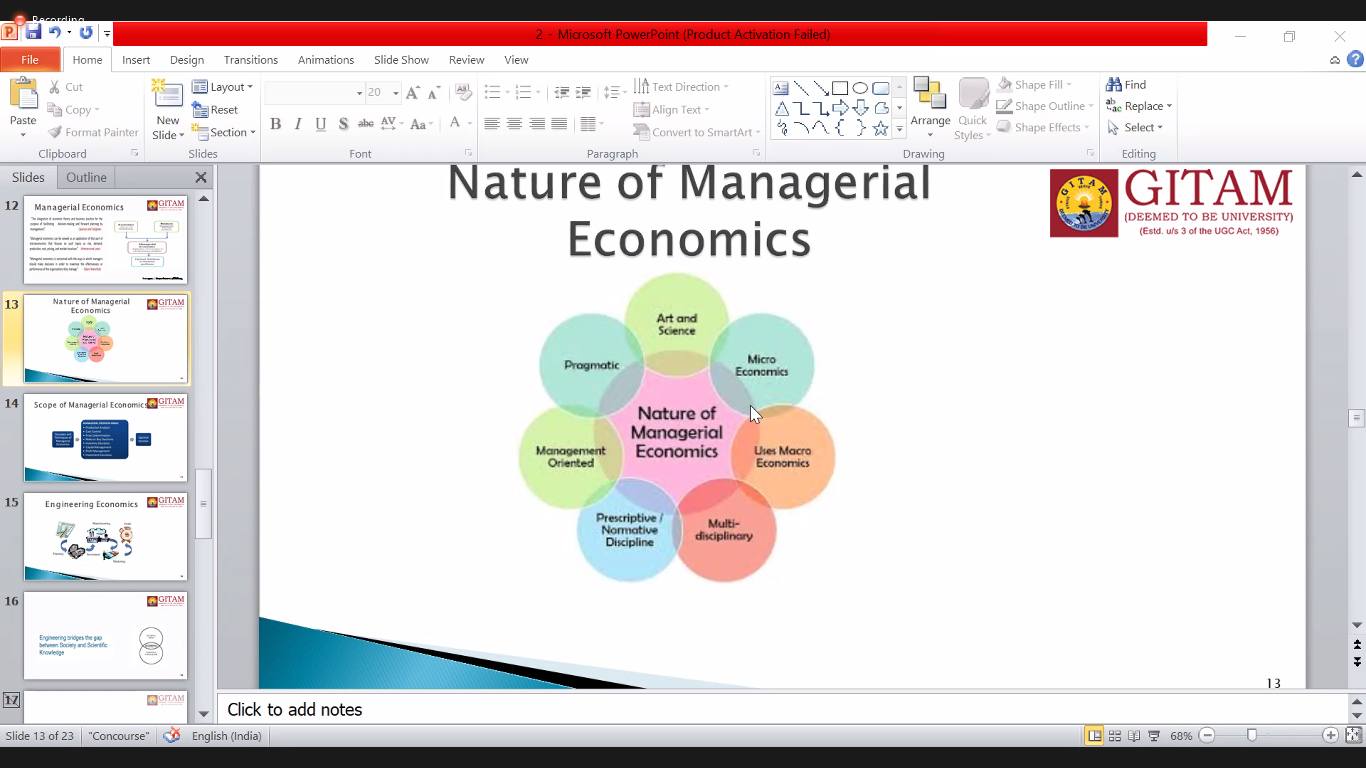 Recording
2 - Microsoft PowerPoint (Product Activation Failed)
File Home Insert Design Transitions Animations Slide Show Review View
Paste
Cut
Copy
Format Painter
Clipboard
New
Slide
Layout
Reset
Section
Slides
20
Font
Text Direction
Align Text
Convert to SmartArt
Paragraph
Arrange
Quick
Styles
Shape Fill
Shape Outline
Shape Effects
Drawing
Find
Replace
Select
Editing
Slides Outline
12
Managerial Economics
GITAM
13
Nature of Managerial
Economics
GITAM
14
Scope of Managerial Economics
GITAM
15
Engineering Economics
GITAM
16
GITAM
Engineering bridges the gap
between Society and Scientific
Knowledge
17
GITAM
Nature of Managerial
Economics
GITAM
(DEEMED TO BE UNIVERSITY)
(Estd. u/s 3 of the UGC Act, 1956)
Art and
Science
Micro
Economics
Uses Macro
Economics
Multi-
disciplinary
Prescriptive /
Normative
Discipline
Management
Oriented
Pragmatic
Nature of
Managerial
Economics
13
Click to add notes
Slide 13 of 23 "Concourse" English (India) 68%